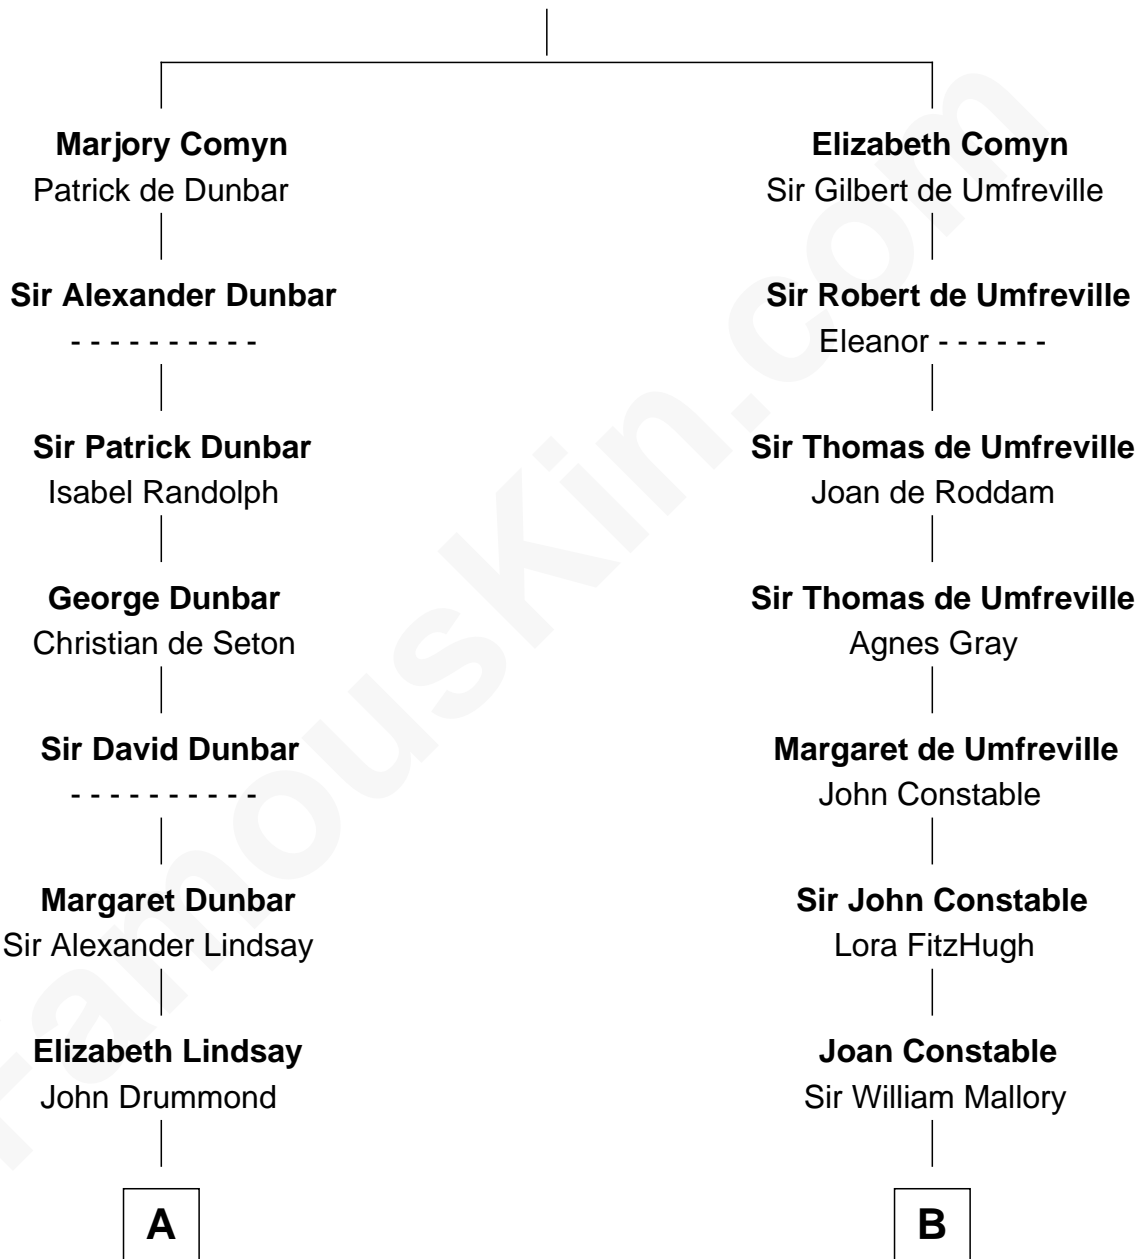 Marjory Comyn
Patrick de Dunbar
Sir Alexander Dunbar
- - - - - - - - - -
Sir Patrick Dunbar
Isabel Randolph
George Dunbar
Christian de Seton
Sir David Dunbar
- - - - - - - - - -
Margaret Dunbar
Sir Alexander Lindsay
Elizabeth Lindsay
John Drummond
A
Elizabeth Comyn
Sir Gilbert de Umfreville
Sir Robert de Umfreville
Eleanor - - - - - -
Sir Thomas de Umfreville
Joan de Roddam
Sir Thomas de Umfreville
Agnes Gray
Margaret de Umfreville
John Constable
Sir John Constable
Lora FitzHugh
Joan Constable
Sir William Mallory
B
FamousKin.com